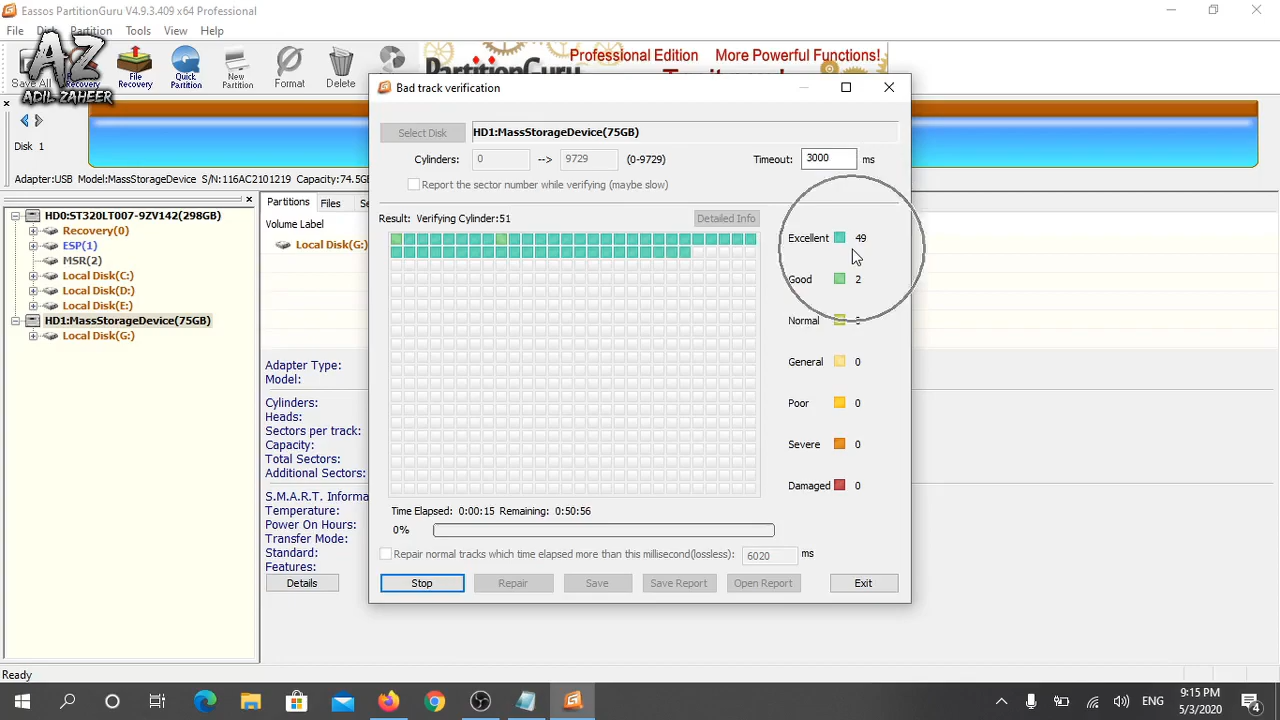 Eassos PartitionGuru V4.9.3.409 x64 Professional
File Partition Tools View Help
AZ
ADIL-ZAHEER
Recovery
File Recovery
Quick Partition
New Partition
Format
Delete
PartitionGuru
Professional Edition More Powerful Functions!
Disk 1
Adapter:USB Model:MassStorageDevice S/N:116AC2101219 Capacity:74.5G
HD0:ST320LT007-9ZV142(298GB)
Recovery(0)
ESP(1)
MSR(2)
Local Disk(C:)
Local Disk(D:)
Local Disk(E:)
HD1:MassStorageDevice(75GB)
Local Disk(G:)
Partitions Files
Volume Label
Local Disk(G:)
Adapter Type:
Model:
Cylinders:
Heads:
Sectors per track:
Capacity:
Total Sectors:
Additional Sectors:
S.M.A.R.T. Informa
Temperature:
Power On Hours:
Transfer Mode:
Standard:
Features:
Details
Bad track verification
Select Disk HD1:MassStorageDevice(75GB)
Cylinders: 0 --> 9729 (0-9729) Timeout: 3000 ms
Report the sector number while verifying (maybe slow)
Result: Verifying Cylinder:51 Detailed Info
Excellent 49
Good 2
Normal
General 0
Poor 0
Severe 0
Damaged 0
Time Elapsed: 0:00:15 Remaining: 0:50:56
0%
Repair normal tracks which time elapsed more than this millisecond(lossless): 6020 ms
Stop Repair Save Save Report Open Report Exit
Ready
ENG
9:15 PM
5/3/2020
4